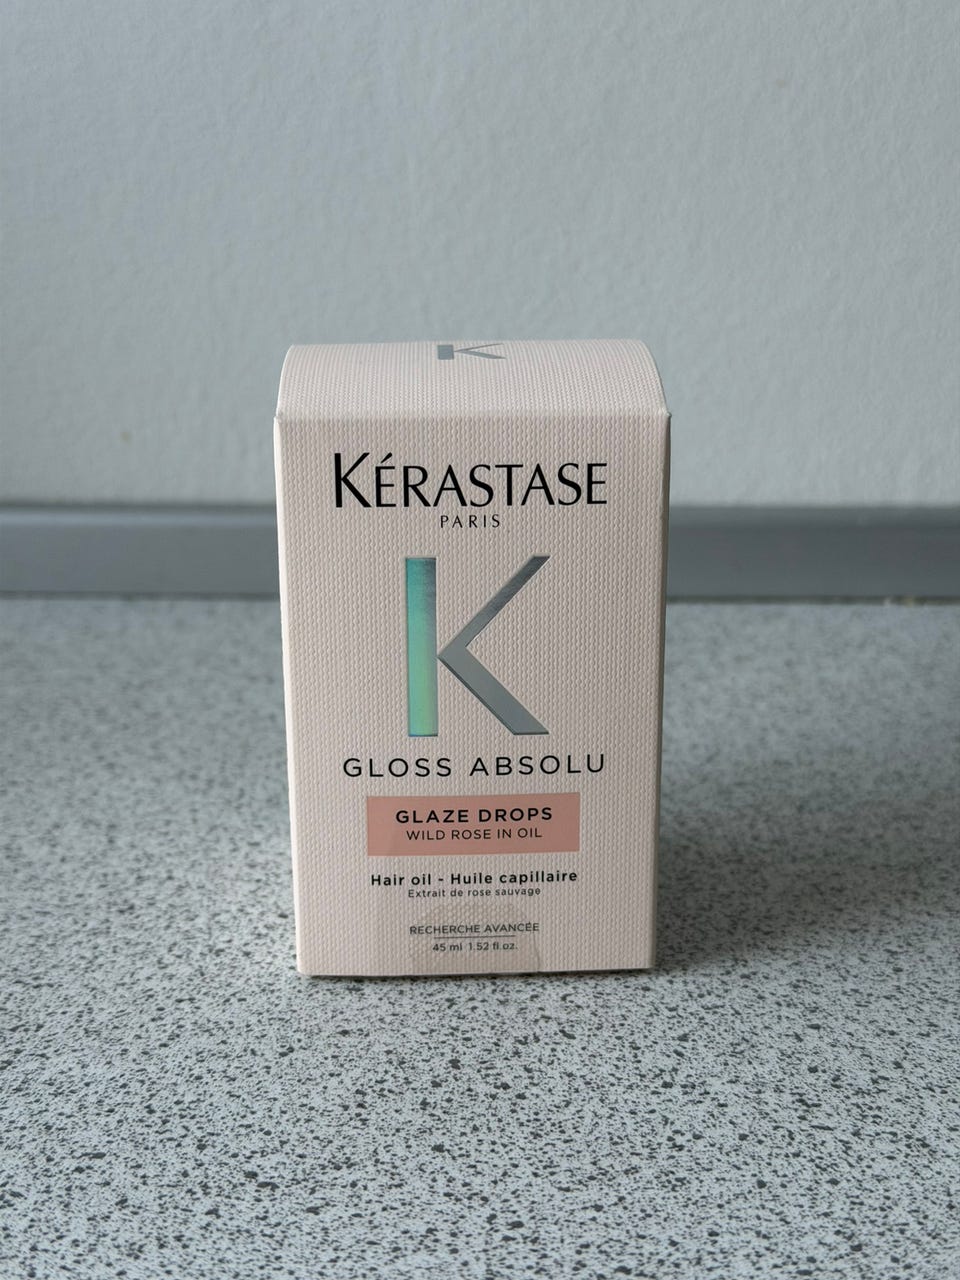 K
KÉRASTASE
PARIS
K
GLOSS ABSOLU
GLAZE DROPS
WILD ROSE IN OIL
Hair oil - Huile capillaire
Extrait de rose sauvage
RECHERCHE AVANCÉE
45 ml 1.52 fl.oz.